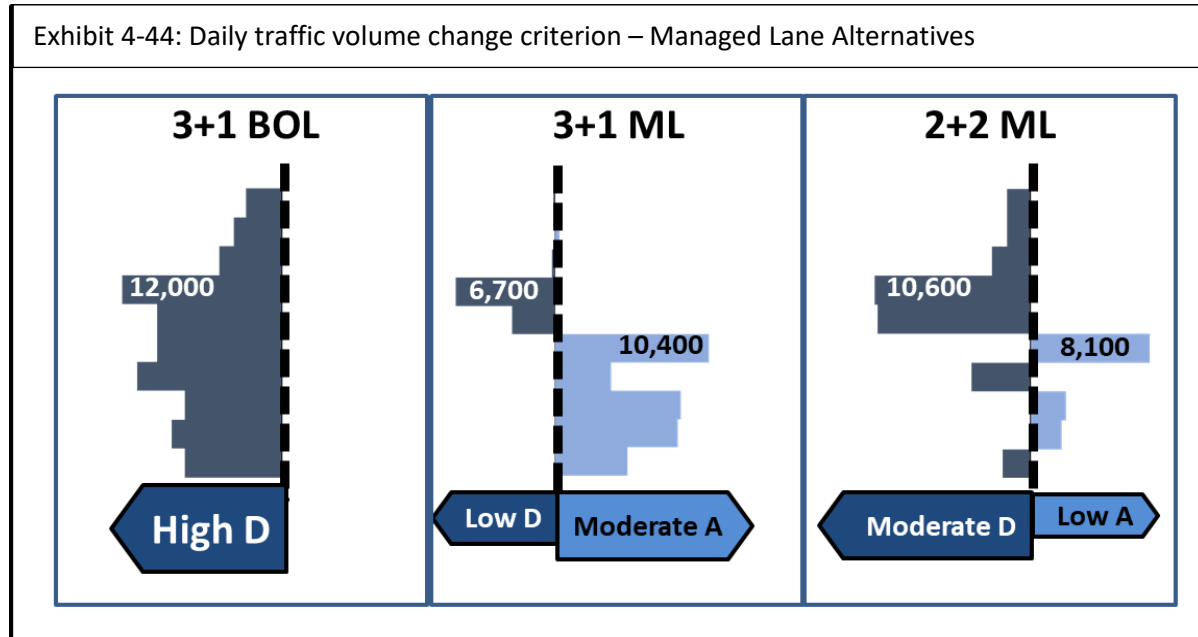 Exhibit 4-44: Daily traffic volume change criterion – Managed Lane Alternatives
3+1 BOL
12,000
High D
3+1 ML
6,700
10,400
Low D
Moderate A
2+2 ML
10,600
8,100
Moderate D
Low A